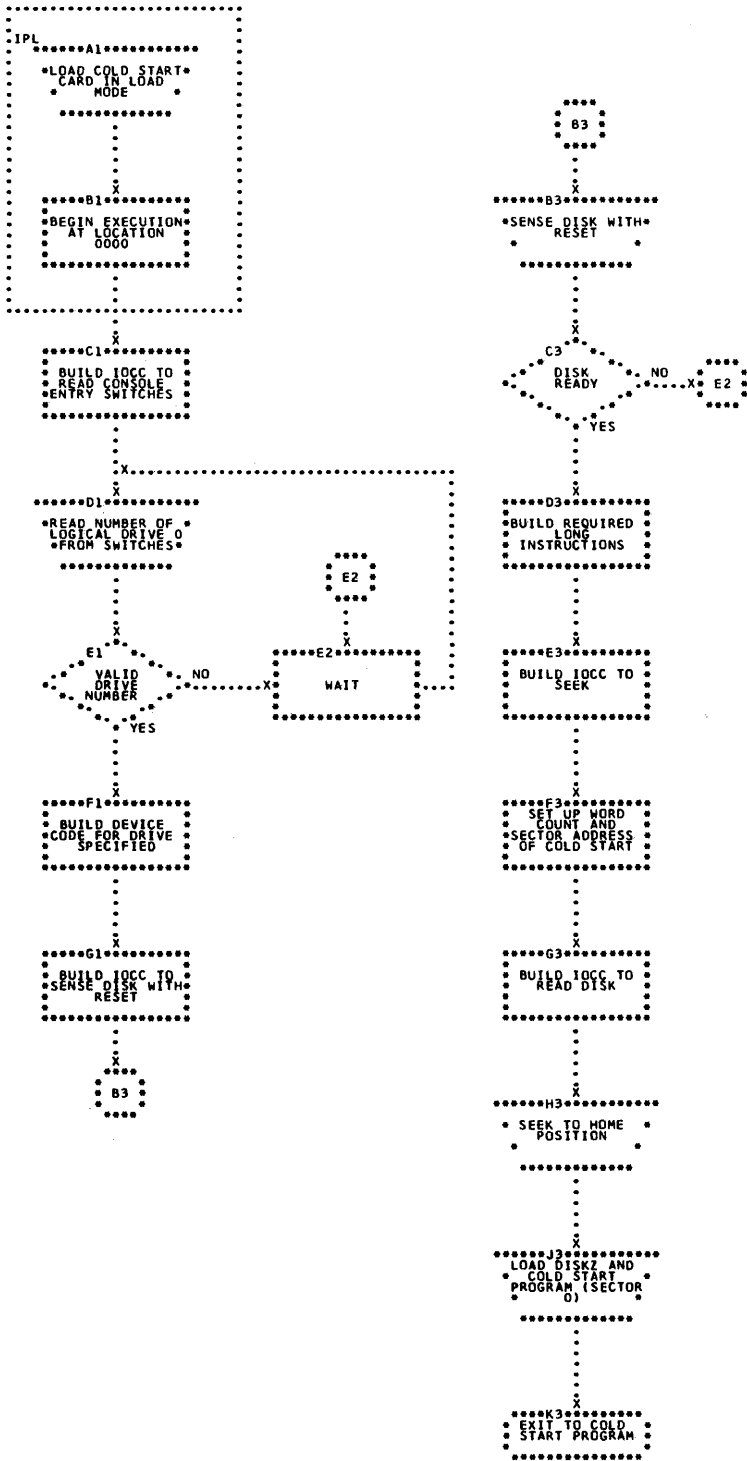 IPL
A1
LOAD COLD START
CARD IN LOAD
MODE
B1
BEGIN EXECUTION
AT LOCATION
0000
C1
BUILD IOCC TO
READ CONSOLE
ENTRY SWITCHES
X
D1
READ NUMBER OF
LOGICAL DRIVE 0
FROM SWITCHES
E1
VALID
DRIVE
NUMBER
NO
YES
E2
E2
WAIT
F1
BUILD DEVICE
CODE FOR DRIVE
SPECIFIED
G1
BUILD IOCC TO
SENSE DISK WITH
RESET
B3
B3
B3
SENSE DISK WITH
RESET
C3
DISK
READY
NO
E2
YES
D3
BUILD REQUIRED
LONG
INSTRUCTIONS
E3
BUILD IOCC TO
SEEK
F3
SET UP WORD
COUNT AND
SECTOR ADDRESS
OF COLD START
G3
BUILD IOCC TO
READ DISK
H3
SEEK TO HOME
POSITION
J3
LOAD DISKZ AND
COLD START
PROGRAM (SECTOR
0)
K3
EXIT TO COLD
START PROGRAM